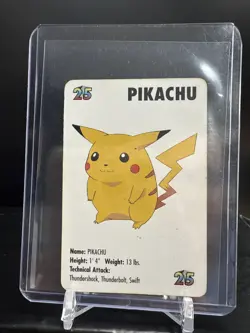 25 PIKACHU
Name: PIKACHU
Height: 1' 4" Weight: 13 lbs.
Technical Attack:
Thundershock, Thunderbolt, Swift
25